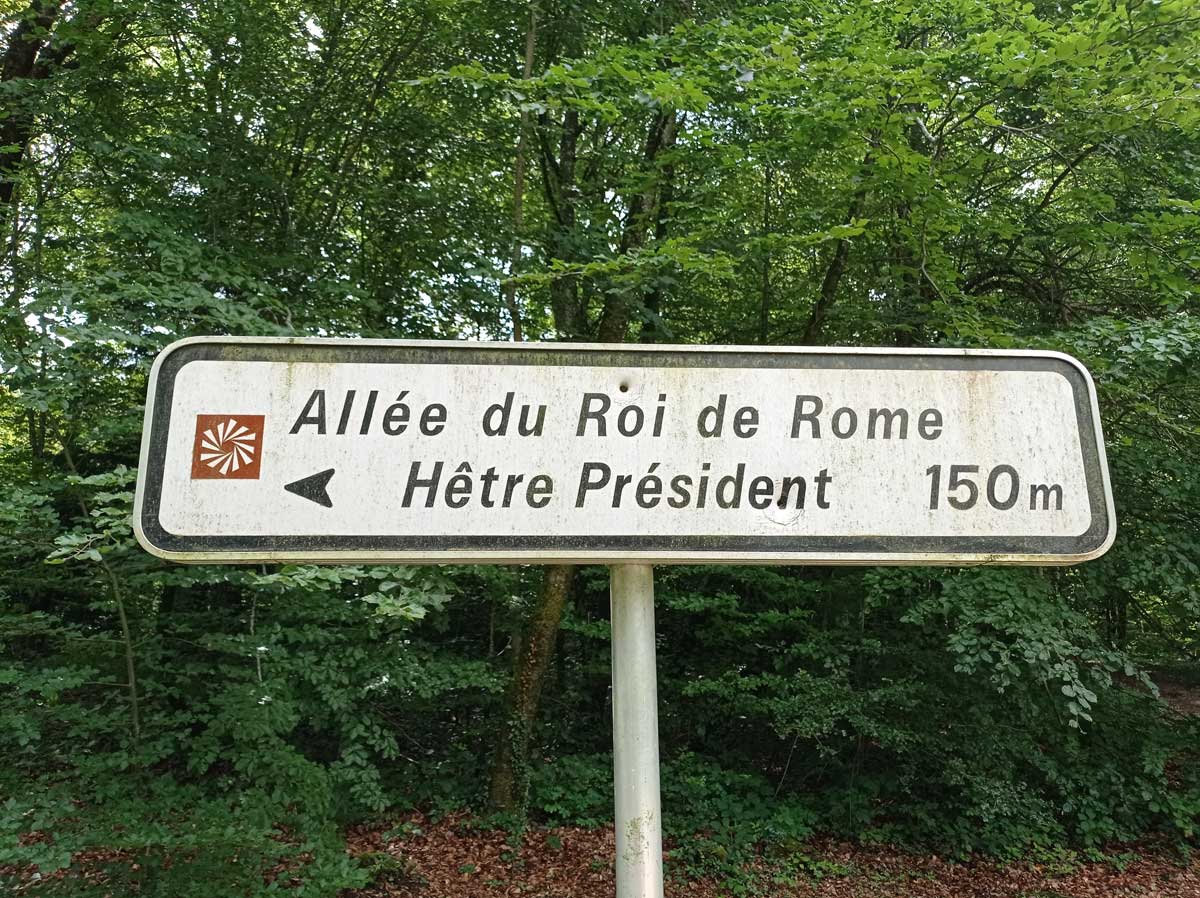 Allée du Roi de Rome
Hêtre Président 150m